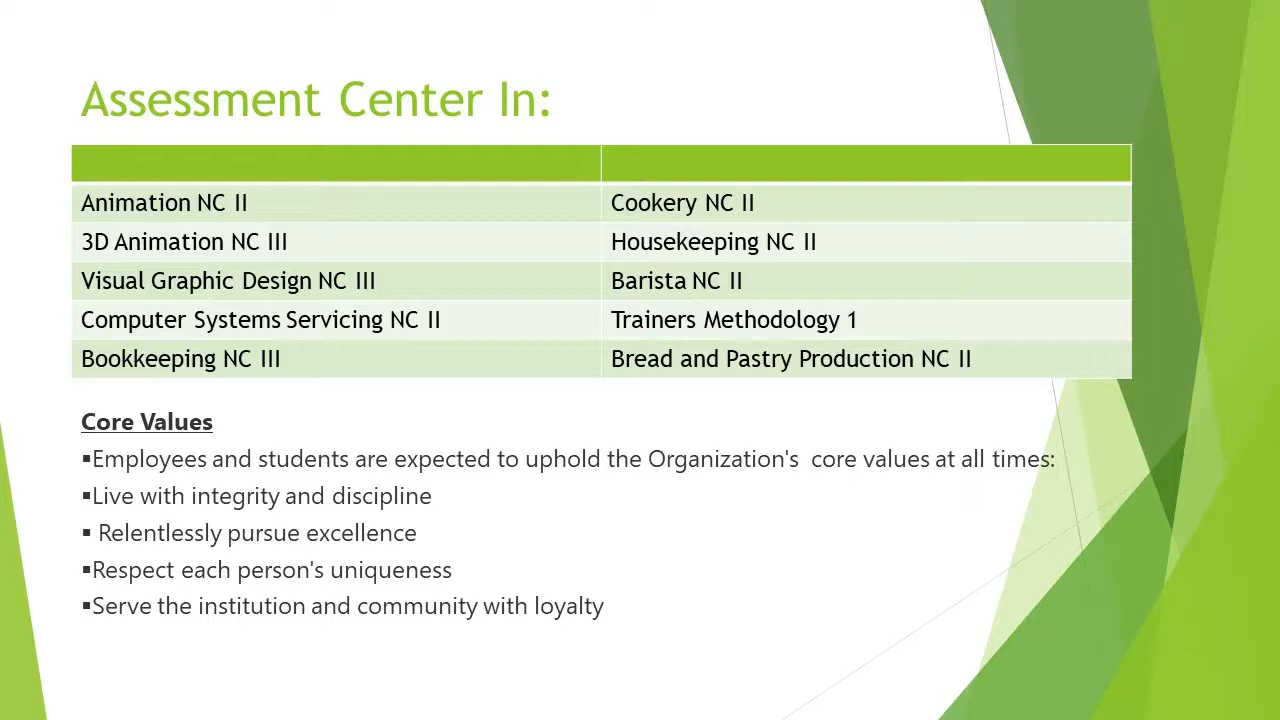 Assessment Center In:
Animation NC II
Cookery NC II
3D Animation NC III
Housekeeping NC II
Visual Graphic Design NC III
Barista NC II
Computer Systems Servicing NC II
Trainers Methodology 1
Bookkeeping NC III
Bread and Pastry Production NC II
Core Values
▪Employees and students are expected to uphold the Organization's  core values at all times:
▪Live with integrity and discipline
▪ Relentlessly pursue excellence
▪Respect each person's uniqueness
▪Serve the institution and community with loyalty